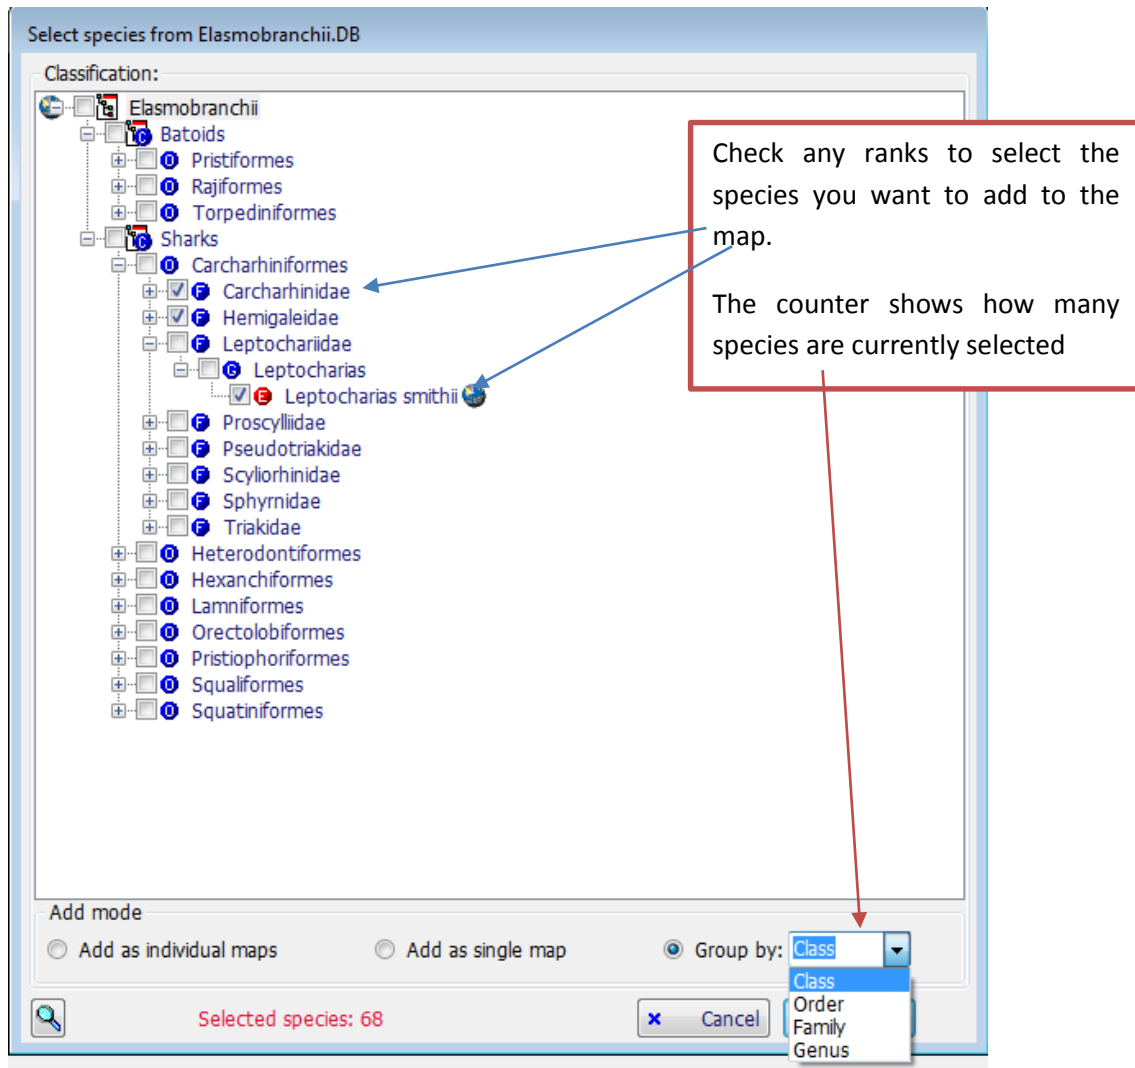 Select species from Elasmobranchii.DB
Classification:
Elasmobranchii
C Batoids
O Pristiformes
O Rajiformes
O Torpediniformes
C Sharks
O Carcharhiniformes
F Carcharhinidae
F Hemigaleidae
F Leptochariidae
G Leptocharias
E Leptocharias smithii
F Proscylliidae
F Pseudotriakidae
F Scyliorhinidae
F Sphyrnidae
F Triakidae
O Heterodontiformes
O Hexanchiformes
O Lamniformes
O Orectolobiformes
O Pristiophoriformes
O Squaliformes
O Squatiniformes
Check any ranks to select the
species you want to add to the
map.
The counter shows how many
species are currently selected
Add mode
Add as individual maps Add as single map Group by: Class
Class
Order
Family
Genus
Selected species: 68 Cancel